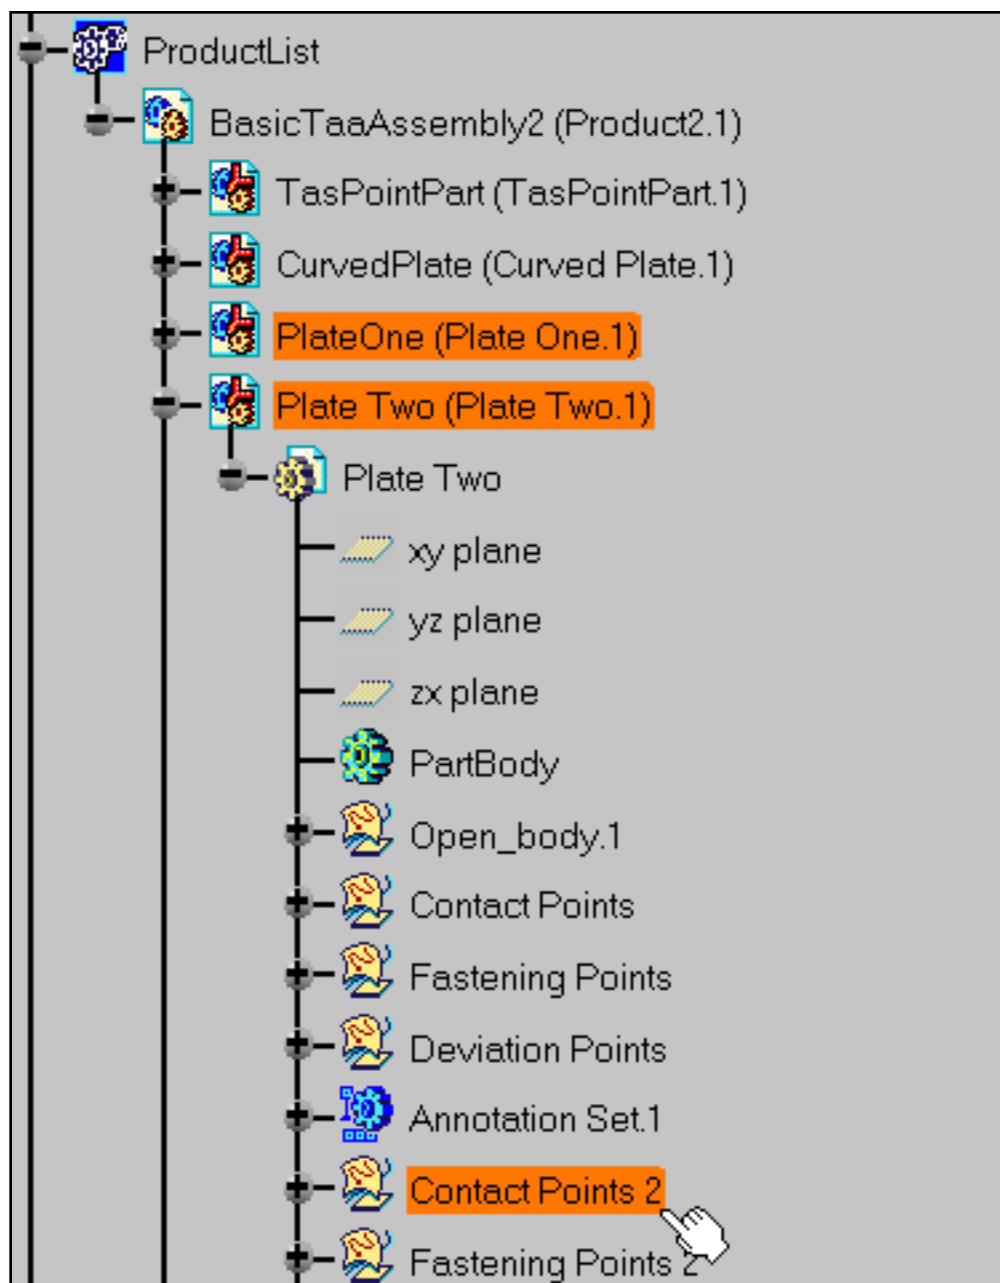 ProductList
BasicTaaAssembly2 (Product2.1)
TasPointPart (TasPointPart.1)
CurvedPlate (Curved Plate.1)
PlateOne (Plate One.1)
Plate Two (Plate Two.1)
Plate Two
xy plane
yz plane
zx plane
PartBody
Open_body.1
Contact Points
Fastening Points
Deviation Points
Annotation Set.1
Contact Points 2
Fastening Points 2